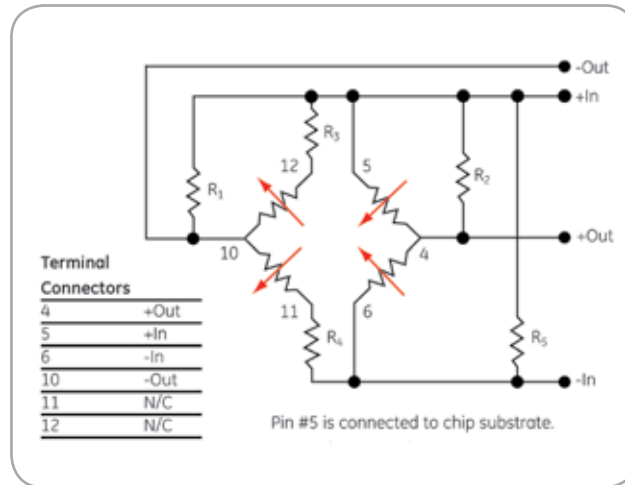 -Out
+In
R3
12
5
R1
R2
10
4
+Out
Terminal
Connectors
4 +Out
5 +In
6 -In
10 -Out
11 N/C
12 N/C
11
6
R4
R5
-In
Pin #5 is connected to chip substrate.